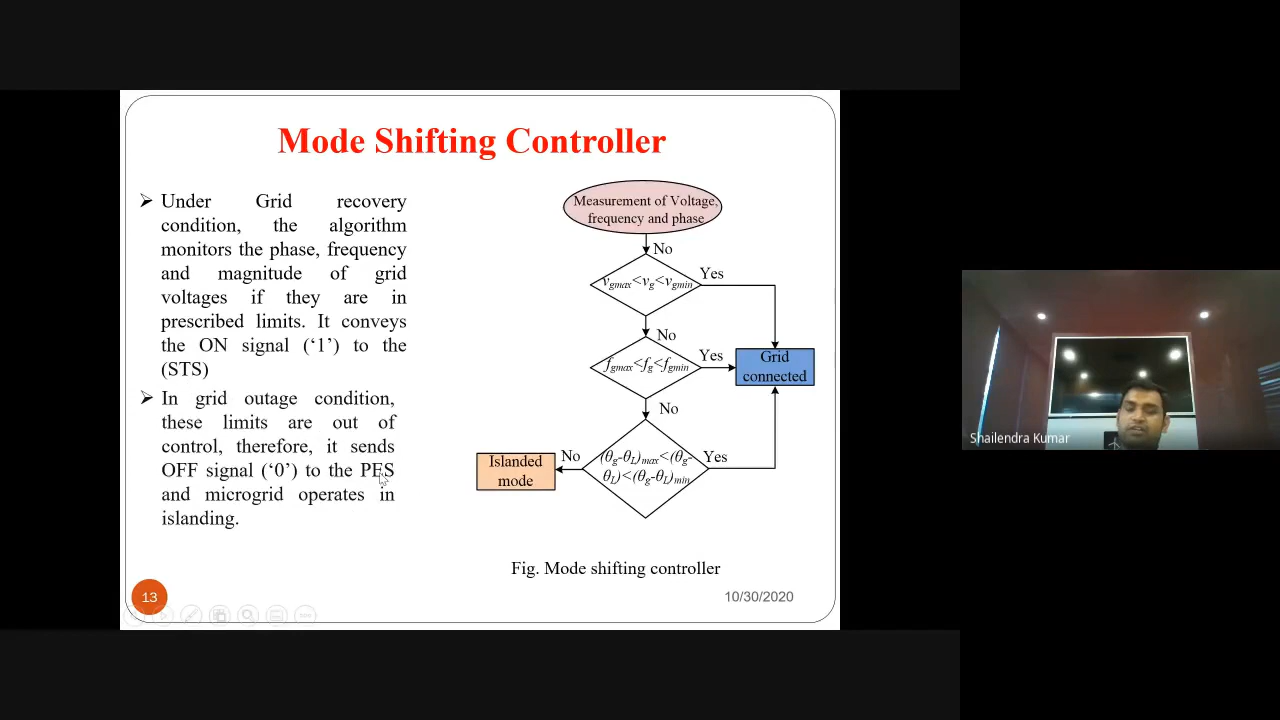 Mode Shifting Controller
➢ Under Grid recovery
condition, the algorithm
monitors the phase, frequency
and magnitude of grid
voltages if they are in
prescribed limits. It conveys
the ON signal (‘1’) to the
(STS)
➢ In grid outage condition,
these limits are out of
control, therefore, it sends
OFF signal (‘0’) to the PES
and microgrid operates in
islanding.
Measurement of Voltage,
frequency and phase
No
v_gmax<v_g<v_gmin
Yes
No
f_gmax<f_g<f_gmin
Yes
Grid
connected
No
(θ_g-θ_L)_max<(θ_g-
θ_L)<(θ_g-θ_L)_min
Yes
No
Islanded
mode
Fig. Mode shifting controller
13
10/30/2020
Shailendra Kumar